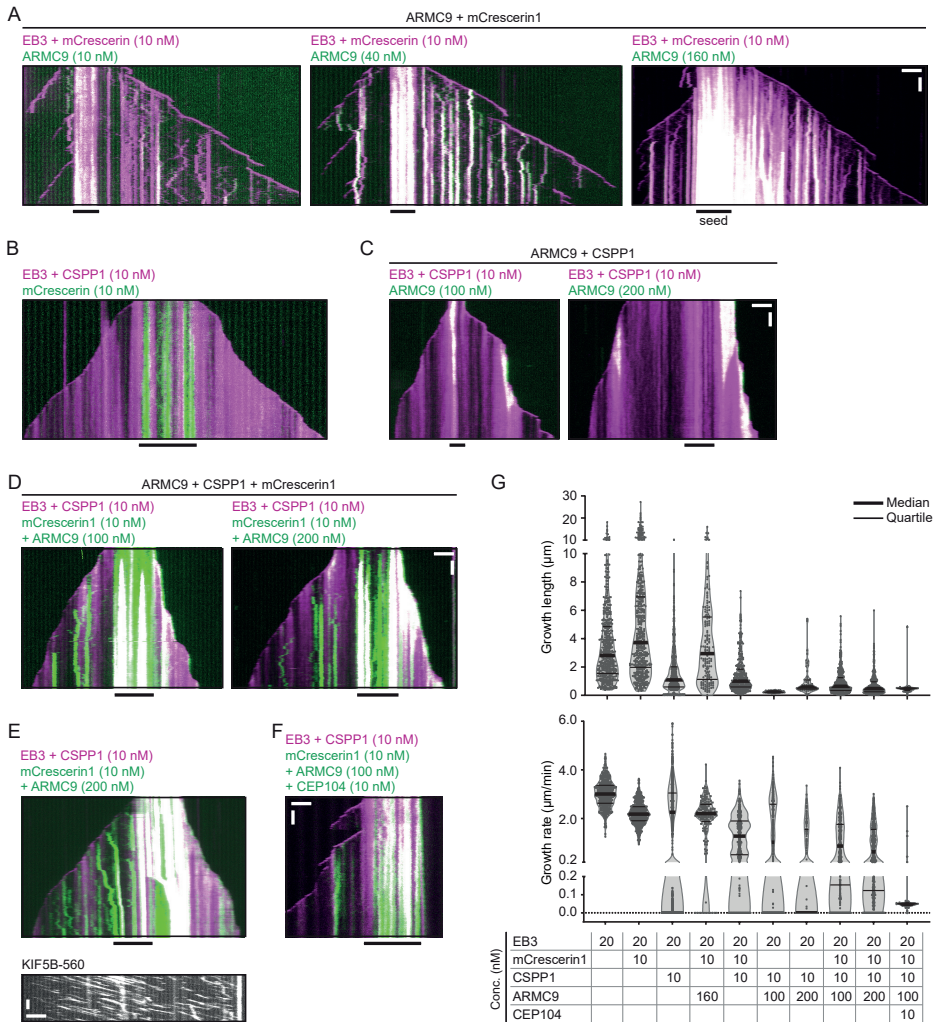 A
ARMC9 + mCrescerin1
EB3 + mCrescerin (10 nM)
ARMC9 (10 nM)
EB3 + mCrescerin (10 nM)
ARMC9 (40 nM)
EB3 + mCrescerin (10 nM)
ARMC9 (160 nM)
seed
B
EB3 + CSPP1 (10 nM)
mCrescerin (10 nM)
C
ARMC9 + CSPP1
EB3 + CSPP1 (10 nM)
ARMC9 (100 nM)
EB3 + CSPP1 (10 nM)
ARMC9 (200 nM)
D
ARMC9 + CSPP1 + mCrescerin1
EB3 + CSPP1 (10 nM)
mCrescerin1 (10 nM)
+ ARMC9 (100 nM)
EB3 + CSPP1 (10 nM)
mCrescerin1 (10 nM)
+ ARMC9 (200 nM)
E
EB3 + CSPP1 (10 nM)
mCrescerin1 (10 nM)
+ ARMC9 (200 nM)
KIF5B-560
F
EB3 + CSPP1 (10 nM)
mCrescerin1 (10 nM)
+ ARMC9 (100 nM)
+ CEP104 (10 nM)
G
Median
Quartile
Growth length (µm)
30
20
10
10
8
6
4
2
0
Growth rate (µm/min)
6.0
4.0
2.0
0.2
0.2
0.1
0.0
Conc. (nM)
EB3 20 20 20 20 20 20 20 20 20 20
mCrescerin1 10 10 10 10 10 10
CSPP1 10 10 10 10 10 10 10
ARMC9 160 100 200 100 200 100
CEP104 10